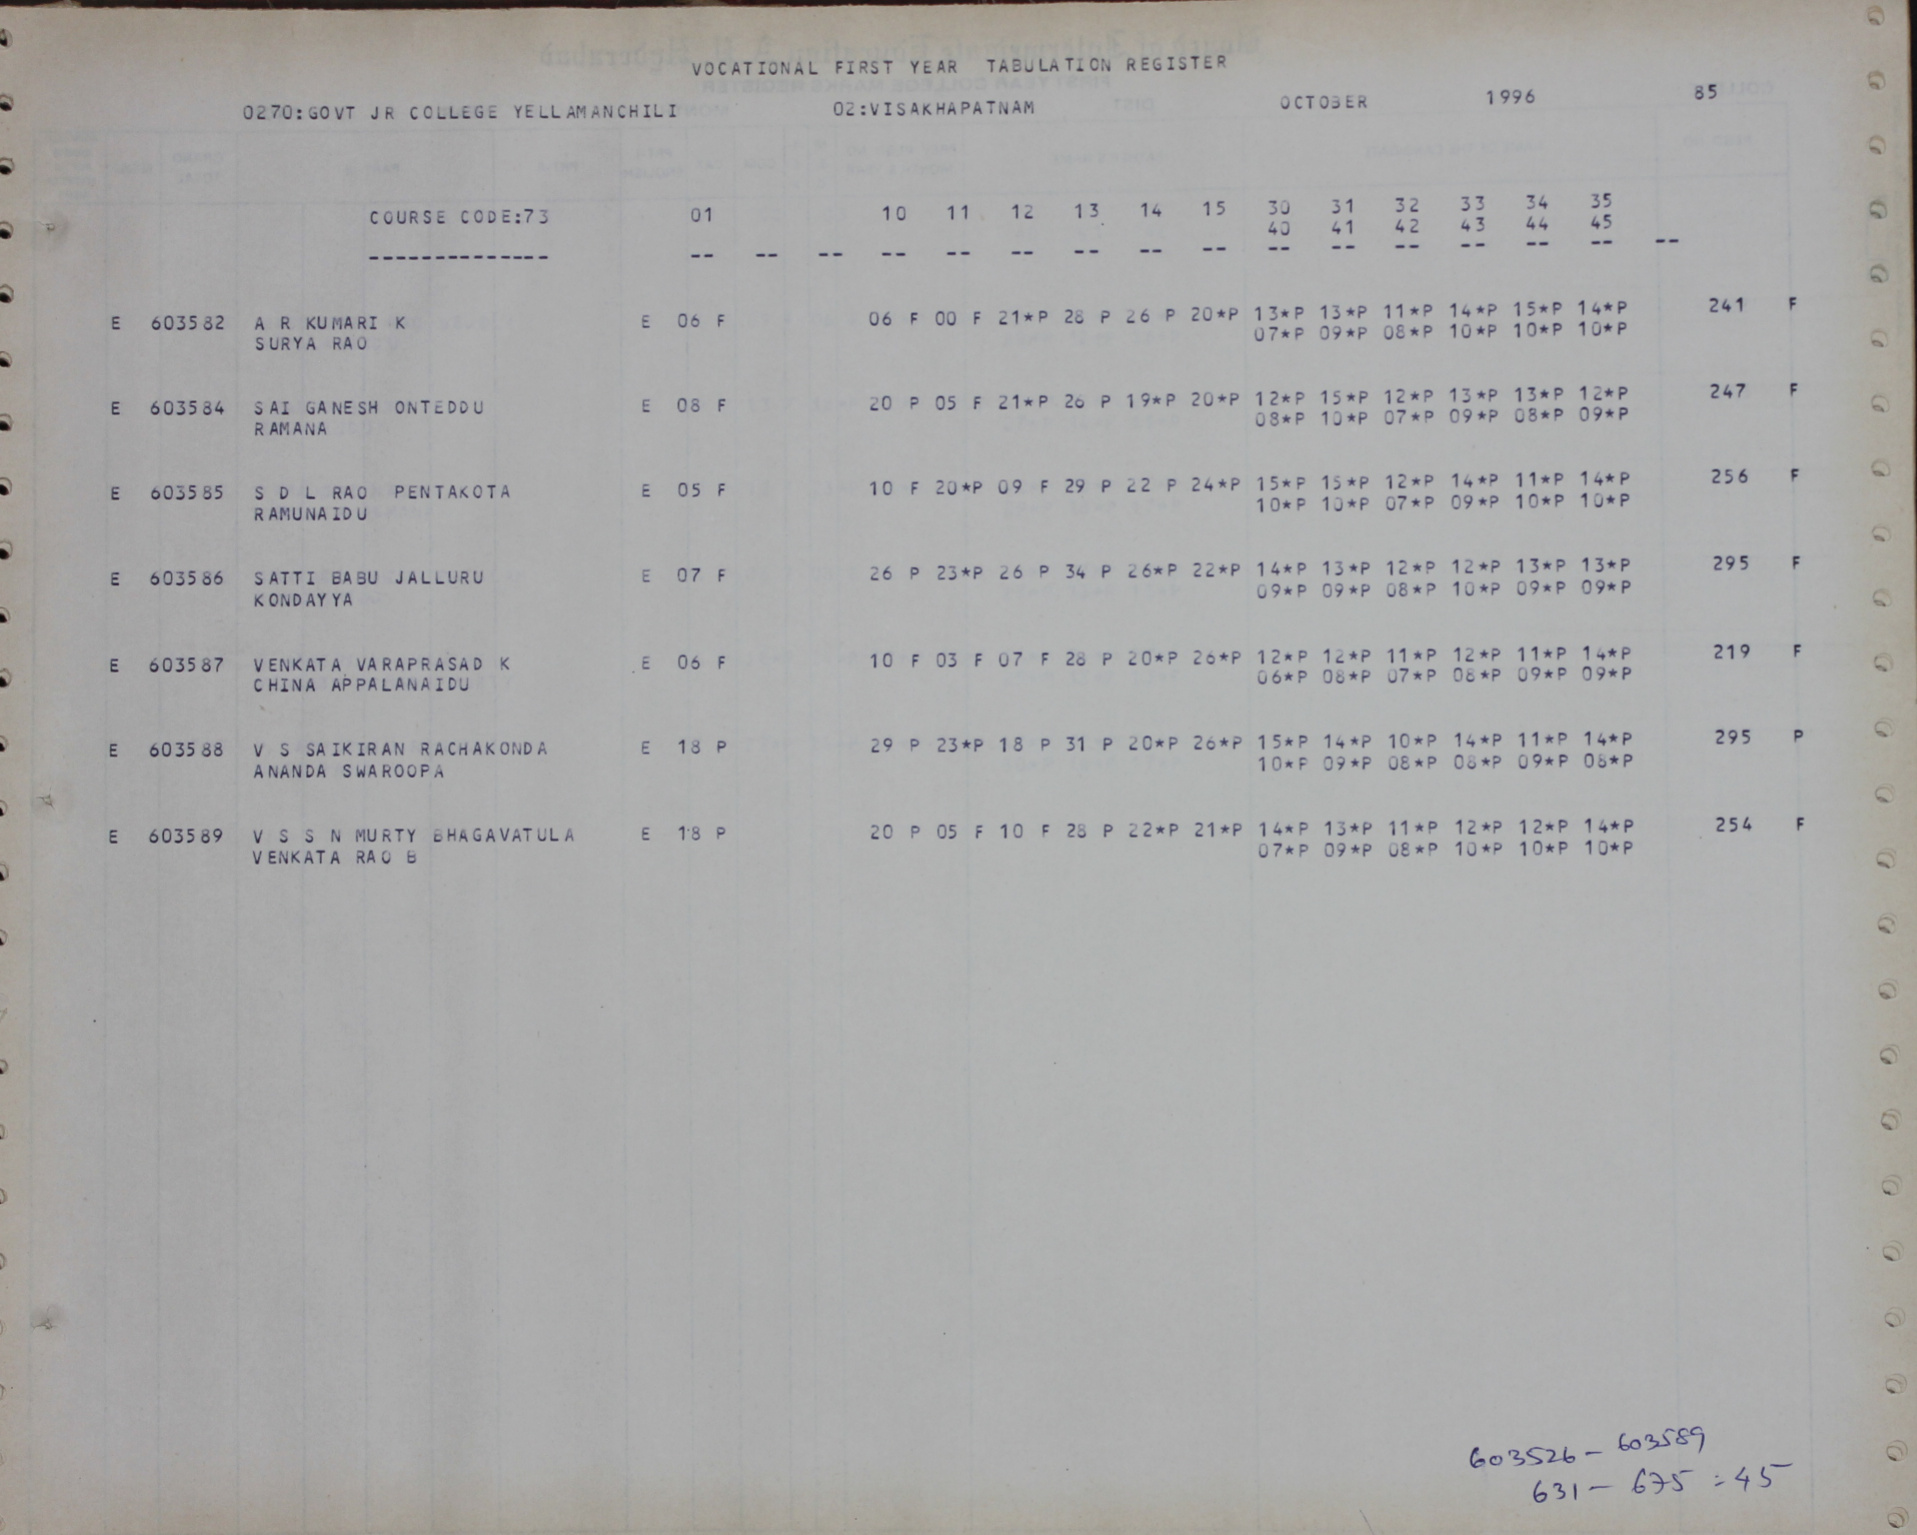 VOCATIONAL FIRST YEAR TABULATION REGISTER
0270:GOVT JR COLLEGE YELLAMANCHILI 02:VISAKHAPATNAM OCTOBER 1996 85
COURSE CODE:73 01 10 11 12 13 14 15 30 31 32 33 34 35
40 41 42 43 44 45
-------------- -- -- -- -- -- -- -- -- -- -- -- -- -- -- -- --
E 603582 A R KUMARI K E 06 F 06 F 00 F 21*P 28 P 26 P 20*P 13*P 13*P 11*P 14*P 15*P 14*P 241 F
SURYA RAO 07*P 09*P 08*P 10*P 10*P 10*P
E 603584 SAI GANESH ONTEDDU E 08 F 20 P 05 F 21*P 26 P 19*P 20*P 12*P 15*P 12*P 13*P 13*P 12*P 247 F
RAMANA 08*P 10*P 07*P 09*P 08*P 09*P
E 603585 S D L RAO PENTAKOTA E 05 F 10 F 20*P 09 F 29 P 22 P 24*P 15*P 15*P 12*P 14*P 11*P 14*P 256 F
RAMUNAIDU 10*P 10*P 07*P 09*P 10*P 10*P
E 603586 SATTI BABU JALLURU E 07 F 26 P 23*P 26 P 34 P 26*P 22*P 14*P 13*P 12*P 12*P 13*P 13*P 295 F
KONDAYYA 09*P 09*P 08*P 10*P 09*P 09*P
E 603587 VENKATA VARAPRASAD K E 06 F 10 F 03 F 07 F 28 P 20*P 26*P 12*P 12*P 11*P 12*P 11*P 14*P 219 F
CHINA APPALANAIDU 06*P 08*P 07*P 08*P 09*P 09*P
E 603588 V S SAIKIRAN RACHAKONDA E 18 P 29 P 23*P 18 P 31 P 20*P 26*P 15*P 14*P 10*P 14*P 11*P 14*P 295 P
ANANDA SWAROOPA 10*P 09*P 08*P 08*P 09*P 08*P
E 603589 V S S N MURTY BHAGAVATULA E 18 P 20 P 05 F 10 F 28 P 22*P 21*P 14*P 13*P 11*P 12*P 12*P 14*P 254 F
VENKATA RAO B 07*P 09*P 08*P 10*P 10*P 10*P
603526 - 603589
631 - 675 = 45